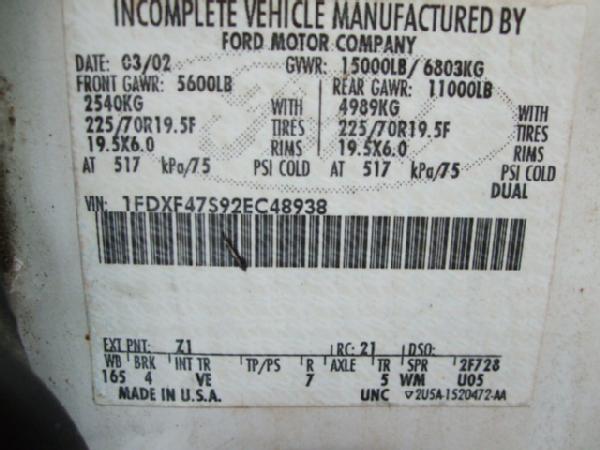 INCOMPLETE VEHICLE MANUFACTURED BY
FORD MOTOR COMPANY
DATE: 03/02 GVWR: 15000LB/ 6803KG
FRONT GAWR: 5600LB REAR GAWR: 11000LB
2540KG WITH 4989KG WITH
225/70R19.5F TIRES 225/70R19.5F TIRES
19.5X6.0 RIMS 19.5X6.0 RIMS
AT 517 kPa/75 PSI COLD AT 517 kPa/75 PSI COLD
DUAL
VIN: 1FDXF47S92EC48938
EXT PNT: Z1 RC: 21 DSO:
WB BRK INT TR TP/PS R AXLE TR SPR 2F728
165 4 VE 7 5 WM U05
MADE IN U.S.A. UNC ▽2U5A-1520472-AA